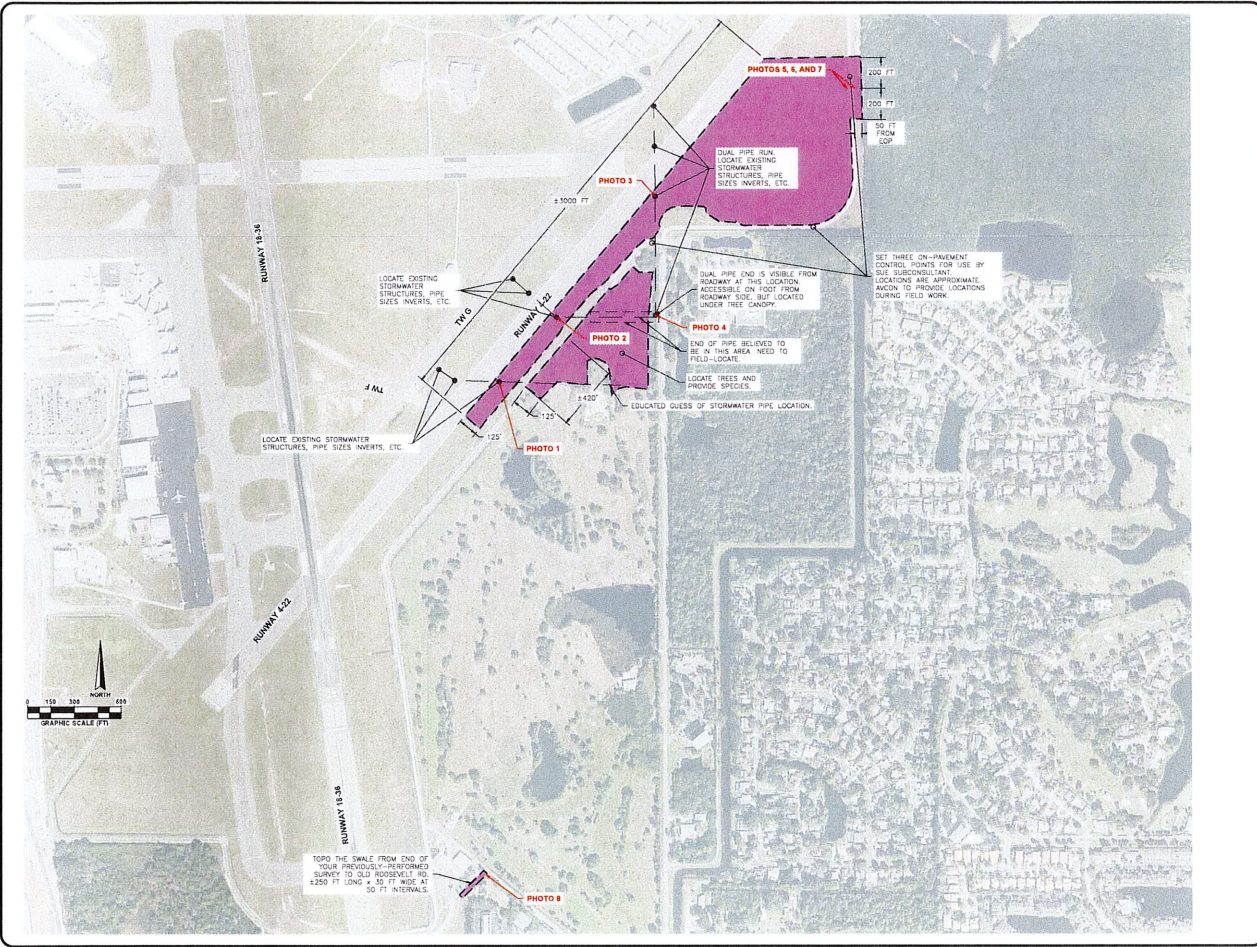 PHOTOS 5, 6, AND 7
200 FT
200 FT
50 FT
FROM
EOP
DUAL PIPE RUN.
LOCATE EXISTING
STORMWATER
STRUCTURES, PIPE
SIZES INVERTS, ETC.
PHOTO 3
±3000 FT
RUNWAY 18-36
LOCATE EXISTING
STORMWATER
STRUCTURES, PIPE
SIZES INVERTS, ETC.
TW G
RUNWAY 4-22
SET THREE ON-PAVEMENT
CONTROL POINTS FOR USE BY
SUE SUBCONSULTANT.
LOCATIONS ARE APPROXIMATE.
AVCON TO PROVIDE LOCATIONS
DURING FIELD WORK.
DUAL PIPE END IS VISIBLE FROM
ROADWAY AT THIS LOCATION.
ACCESSIBLE ON FOOT FROM
ROADWAY SIDE, BUT LOCATED
UNDER TREE CANOPY.
PHOTO 4
PHOTO 2
END OF PIPE BELIEVED TO
BE IN THIS AREA. NEED TO
FIELD-LOCATE.
TW F
LOCATE TREES AND
PROVIDE SPECIES.
±420'
EDUCATED GUESS OF STORMWATER PIPE LOCATION.
125'
125'
LOCATE EXISTING STORMWATER
STRUCTURES, PIPE SIZES INVERTS, ETC.
PHOTO 1
RUNWAY 4-22
NORTH
0 150 300 600
GRAPHIC SCALE (FT)
RUNWAY 18-36
TOPO THE SWALE FROM END OF
YOUR PREVIOUSLY-PERFORMED
SURVEY TO OLD ROOSEVELT RD.
±250 FT LONG x 30 FT WIDE AT
50 FT INTERVALS.
PHOTO 8